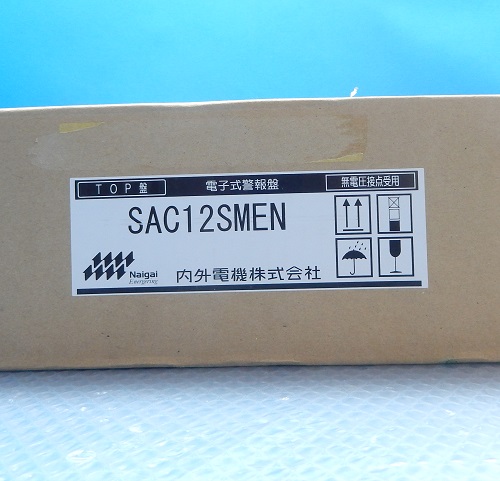 TOP盤 電子式警報盤 無電圧接点受用
SAC12SMEN
Naigai
Energering
内外電機株式会社